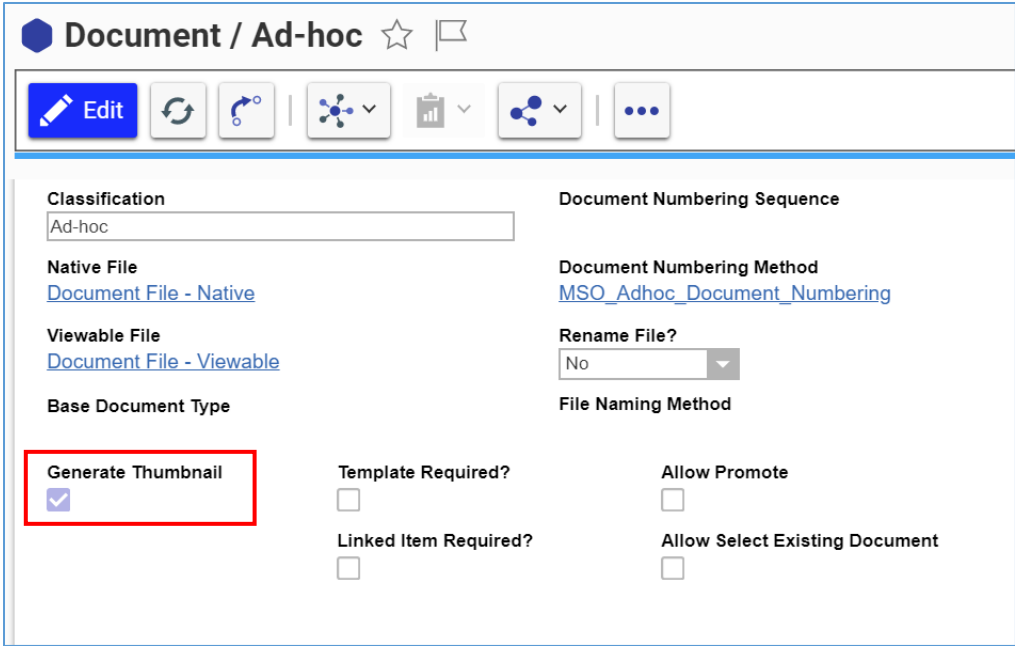 Document / Ad-hoc
Edit
Classification
Document Numbering Sequence
Ad-hoc
Native File
Document Numbering Method
Document File - Native
MSO_Adhoc_Document_Numbering
Viewable File
Rename File?
Document File - Viewable
No
Base Document Type
File Naming Method
Generate Thumbnail
Template Required?
Allow Promote
Linked Item Required?
Allow Select Existing Document